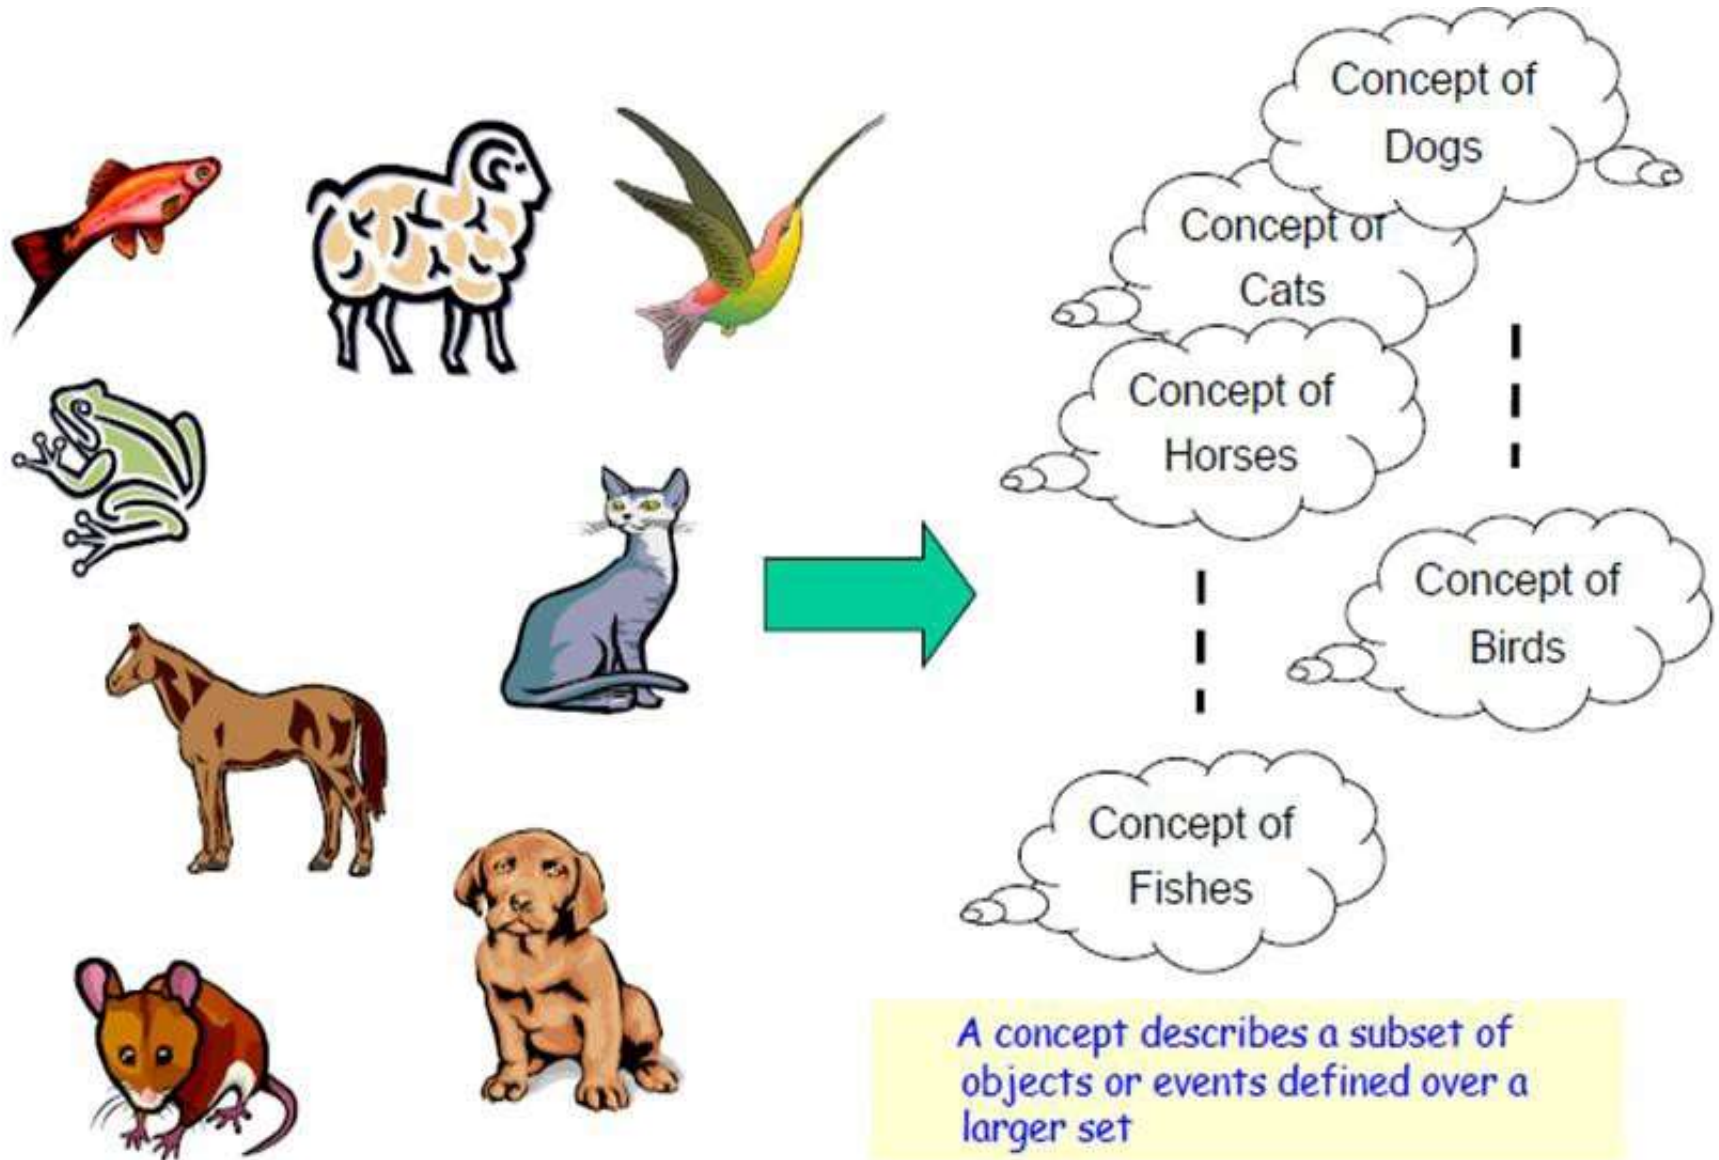 Concept of
Dogs
Concept of
Cats
Concept of
Horses
Concept of
Birds
Concept of
Fishes
A concept describes a subset of
objects or events defined over a
larger set